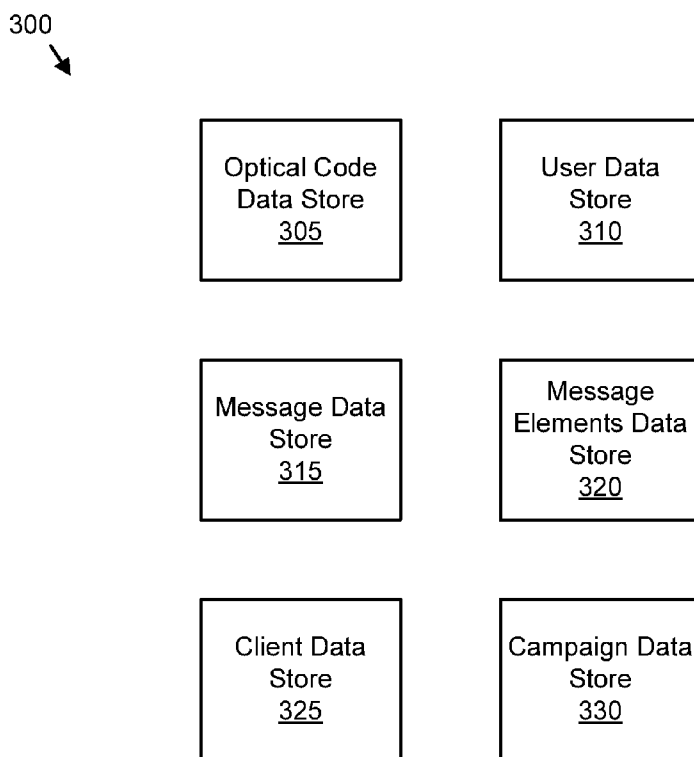 300
Optical Code
Data Store
305
User Data
Store
310
Message Data
Store
315
Message
Elements Data
Store
320
Client Data
Store
325
Campaign Data
Store
330